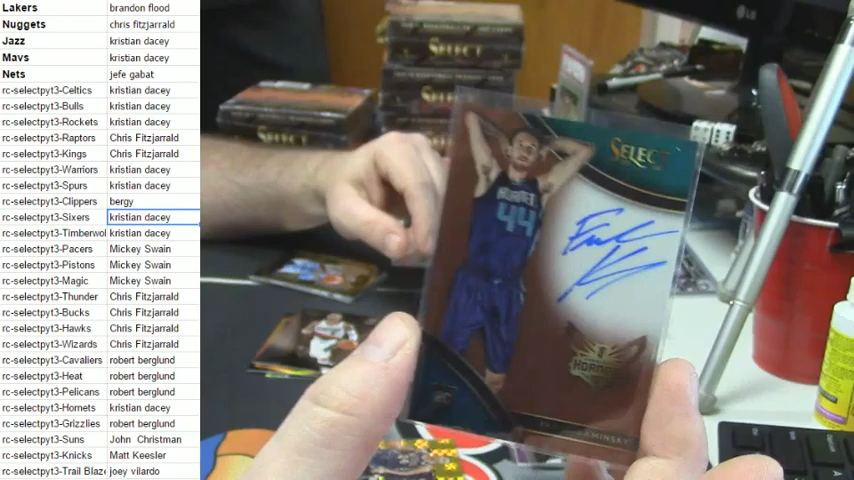 Lakers brandon flood
Nuggets chris fitzjarrald
Jazz kristian dacey
Mavs kristian dacey
Nets jefe gabat
rc-selectpyt3-Celtics kristian dacey
rc-selectpyt3-Bulls kristian dacey
rc-selectpyt3-Rockets kristian dacey
rc-selectpyt3-Raptors Chris Fitzjarrald
rc-selectpyt3-Kings Chris Fitzjarrald
rc-selectpyt3-Warriors kristian dacey
rc-selectpyt3-Spurs kristian dacey
rc-selectpyt3-Clippers bergy
rc-selectpyt3-Sixers kristian dacey
rc-selectpyt3-Timberwol kristian dacey
rc-selectpyt3-Pacers Mickey Swain
rc-selectpyt3-Pistons Mickey Swain
rc-selectpyt3-Magic Mickey Swain
rc-selectpyt3-Thunder Chris Fitzjarrald
rc-selectpyt3-Bucks Chris Fitzjarrald
rc-selectpyt3-Hawks Chris Fitzjarrald
rc-selectpyt3-Wizards Chris Fitzjarrald
rc-selectpyt3-Cavaliers robert berglund
rc-selectpyt3-Heat robert berglund
rc-selectpyt3-Pelicans robert berglund
rc-selectpyt3-Hornets kristian dacey
rc-selectpyt3-Grizzlies robert berglund
rc-selectpyt3-Suns John Christman
rc-selectpyt3-Knicks Matt Keesler
rc-selectpyt3-Trail Blaze joey vilardo
SELECT
LG
SELECT
HORNETS
44
RC
HORNETS
KAMINSKY